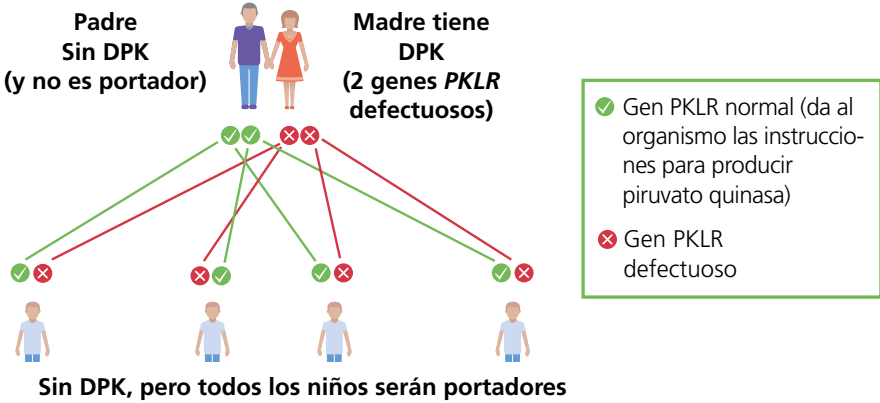 Padre
Sin DPK
(y no es portador)
Madre tiene
DPK
(2 genes PKLR
defectuosos)
Gen PKLR normal (da al
organismo las instruccio-
nes para producir
piruvato quinasa)
Gen PKLR
defectuoso
Sin DPK, pero todos los niños serán portadores